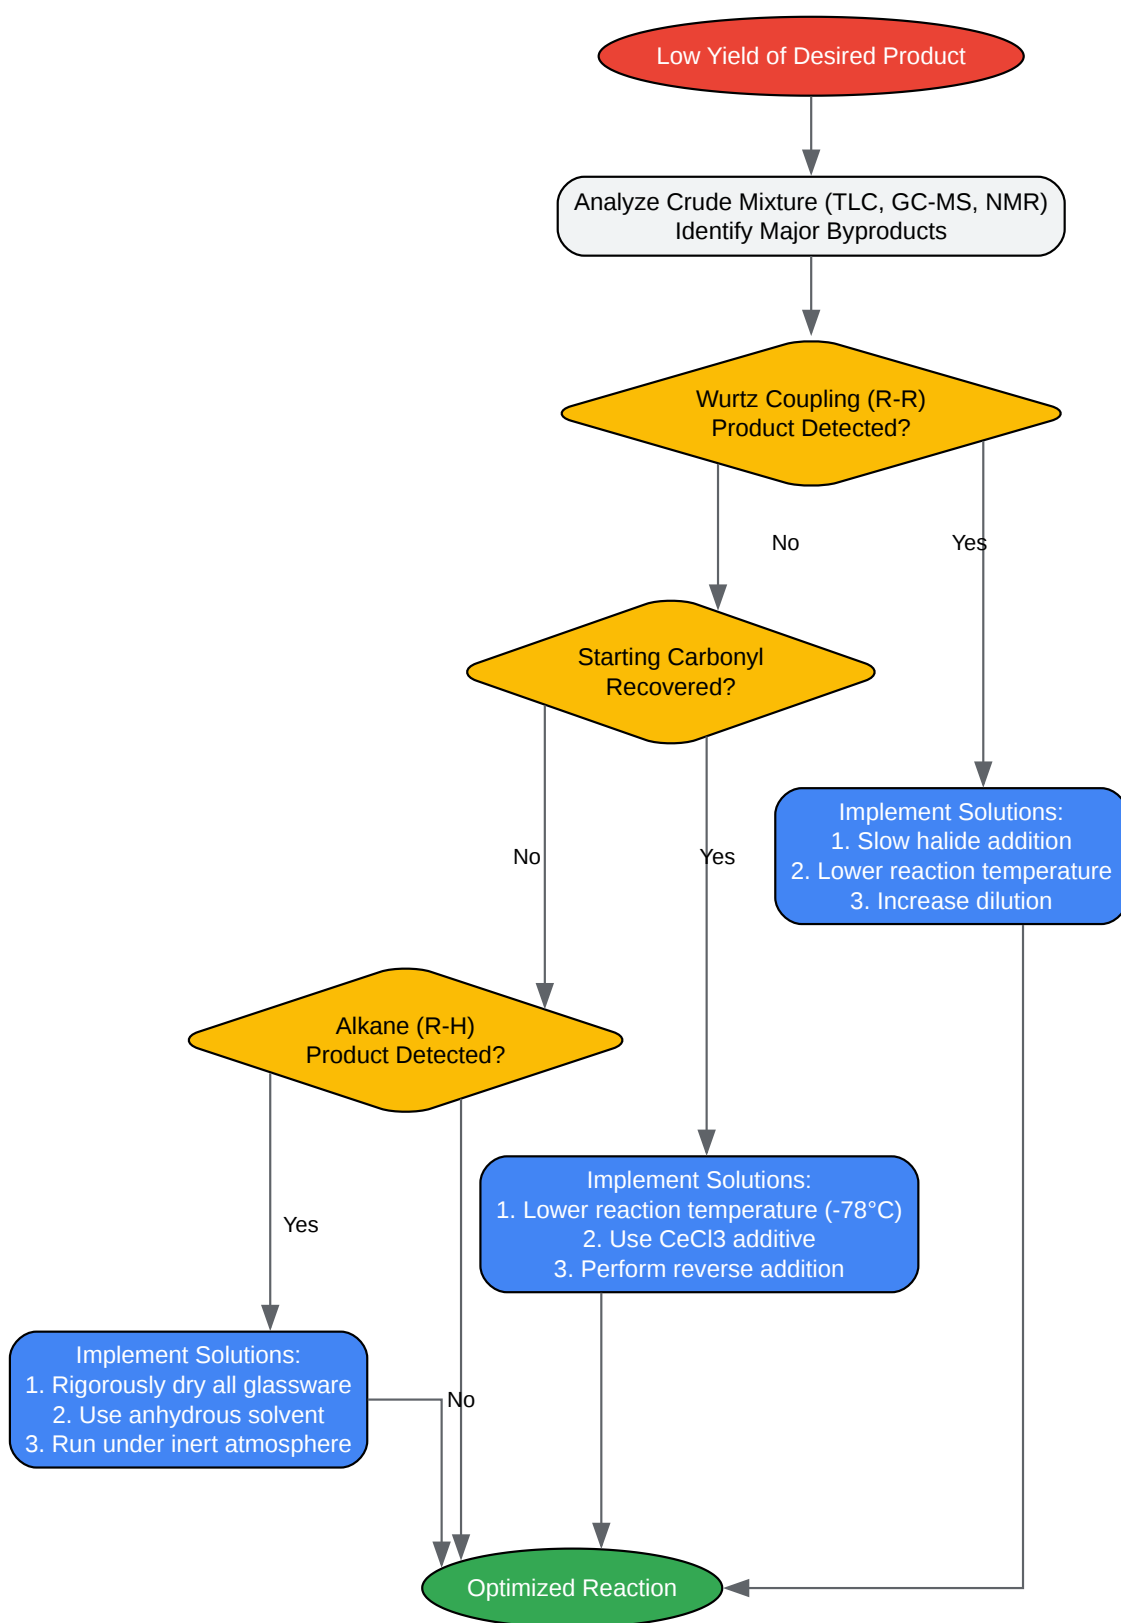 Low Yield of Desired Product
Analyze Crude Mixture (TLC, GC-MS, NMR)
Identify Major Byproducts
Wurtz Coupling (R-R)
Product Detected?
No
Yes
Starting Carbonyl
Recovered?
Implement Solutions:
1. Slow halide addition
2. Lower reaction temperature
3. Increase dilution
No
Yes
Alkane (R-H)
Product Detected?
Implement Solutions:
1. Lower reaction temperature (-78°C)
2. Use CeCl3 additive
3. Perform reverse addition
Yes
Implement Solutions:
1. Rigorously dry all glassware
2. Use anhydrous solvent
3. Run under inert atmosphere
No
Optimized Reaction